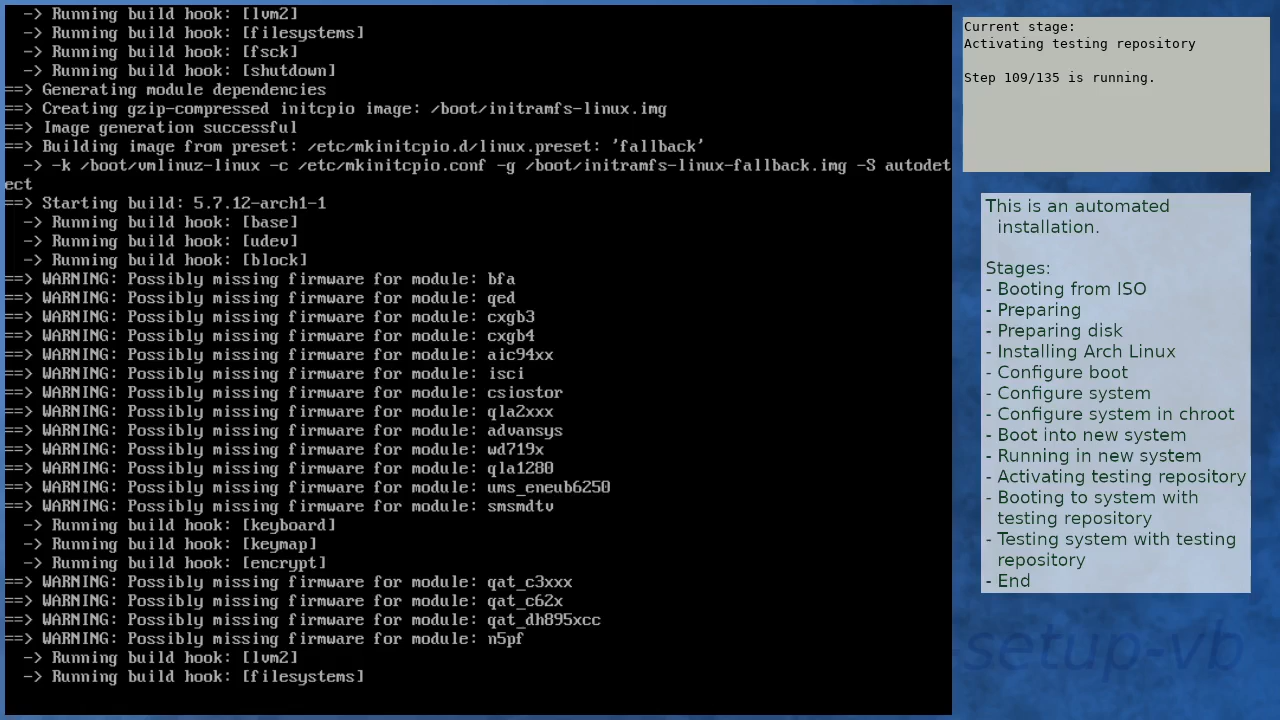 -> Running build hook: [lvm2]
-> Running build hook: [filesystems]
-> Running build hook: [fsck]
-> Running build hook: [shutdown]
==> Generating module dependencies
==> Creating gzip-compressed initcpio image: /boot/initramfs-linux.img
==> Image generation successful
==> Building image from preset: /etc/mkinitcpio.d/linux.preset: 'fallback'
-> -k /boot/vmlinuz-linux -c /etc/mkinitcpio.conf -g /boot/initramfs-linux-fallback.img -S autodet
ect
==> Starting build: 5.7.12-arch1-1
-> Running build hook: [base]
-> Running build hook: [udev]
-> Running build hook: [block]
==> WARNING: Possibly missing firmware for module: bfa
==> WARNING: Possibly missing firmware for module: qed
==> WARNING: Possibly missing firmware for module: cxgb3
==> WARNING: Possibly missing firmware for module: cxgb4
==> WARNING: Possibly missing firmware for module: aic94xx
==> WARNING: Possibly missing firmware for module: isci
==> WARNING: Possibly missing firmware for module: csiostor
==> WARNING: Possibly missing firmware for module: qla2xxx
==> WARNING: Possibly missing firmware for module: advansys
==> WARNING: Possibly missing firmware for module: wd719x
==> WARNING: Possibly missing firmware for module: qla1280
==> WARNING: Possibly missing firmware for module: ums_eneub6250
==> WARNING: Possibly missing firmware for module: smsmdtv
-> Running build hook: [keyboard]
-> Running build hook: [keymap]
-> Running build hook: [encrypt]
==> WARNING: Possibly missing firmware for module: qat_c3xxx
==> WARNING: Possibly missing firmware for module: qat_c62x
==> WARNING: Possibly missing firmware for module: qat_dh895xcc
==> WARNING: Possibly missing firmware for module: n5pf
-> Running build hook: [lvm2]
-> Running build hook: [filesystems]
Current stage:
Activating testing repository
Step 109/135 is running.
This is an automated
installation.
Stages:
- Booting from ISO
- Preparing
- Preparing disk
- Installing Arch Linux
- Configure boot
- Configure system
- Configure system in chroot
- Boot into new system
- Running in new system
- Activating testing repository
- Booting to system with
testing repository
- Testing system with testing
repository
- End
-setup-vb